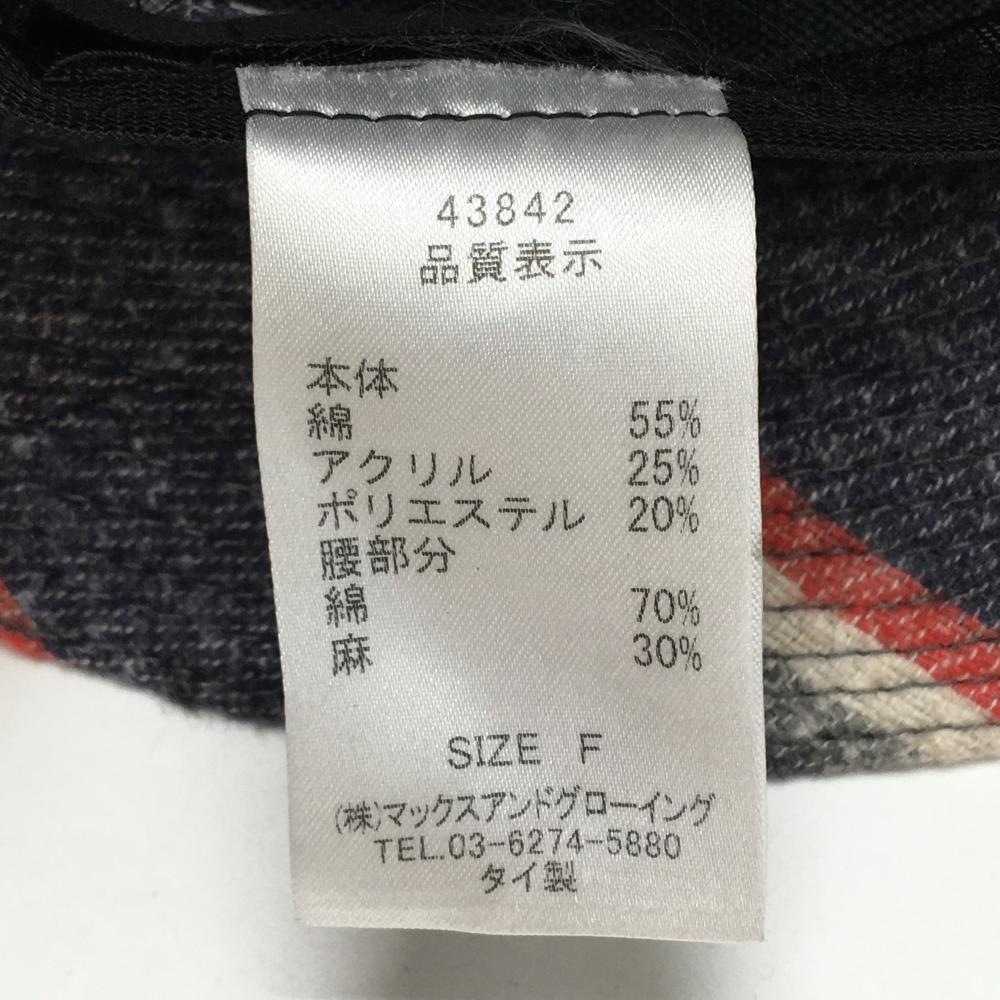 43842
品質表示
本体
綿 55%
アクリル 25%
ポリエステル 20%
腰部分
綿 70%
麻 30%
SIZE F
(株)マックスアンドグローイング
TEL.03-6274-5880
タイ製